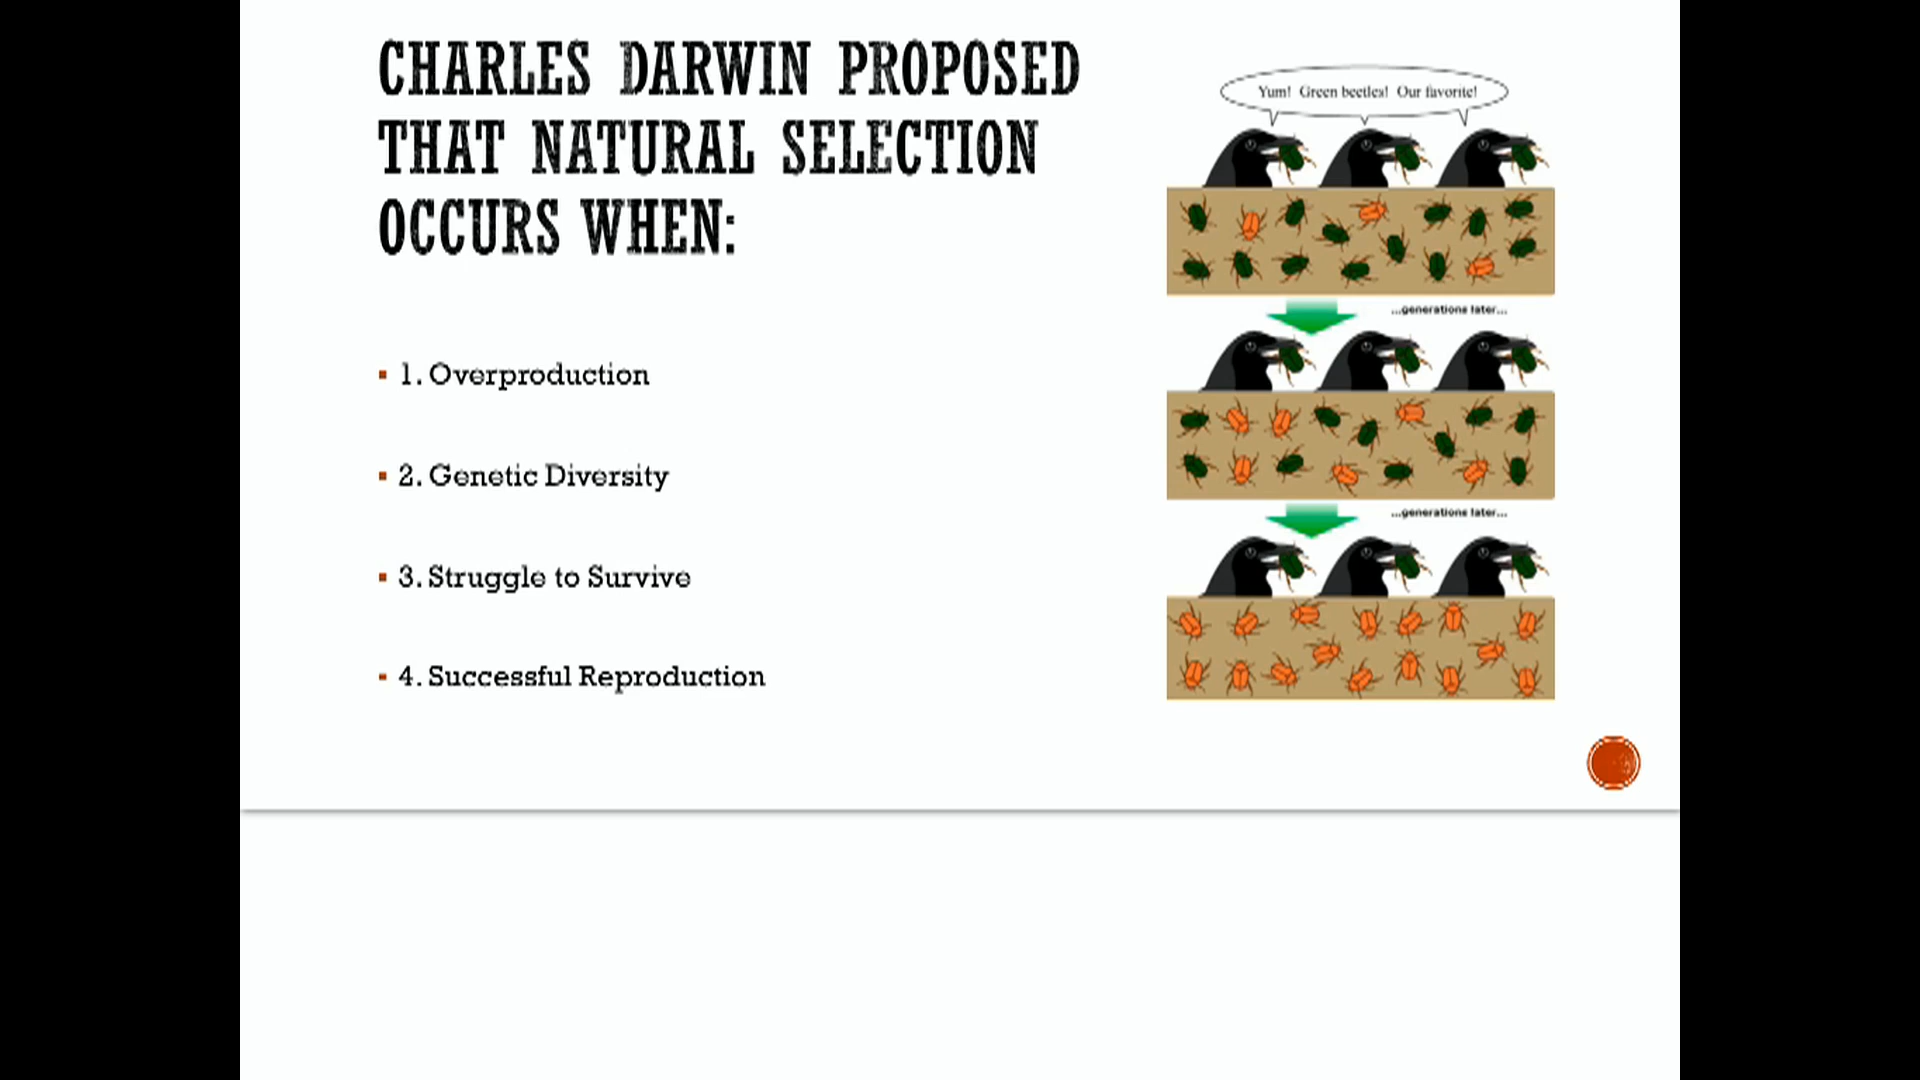 CHARLES DARWIN PROPOSED
THAT NATURAL SELECTION
OCCURS WHEN:
1. Overproduction
2. Genetic Diversity
3. Struggle to Survive
4. Successful Reproduction
Yum! Green beetles! Our favorite!
...generations later...
...generations later...